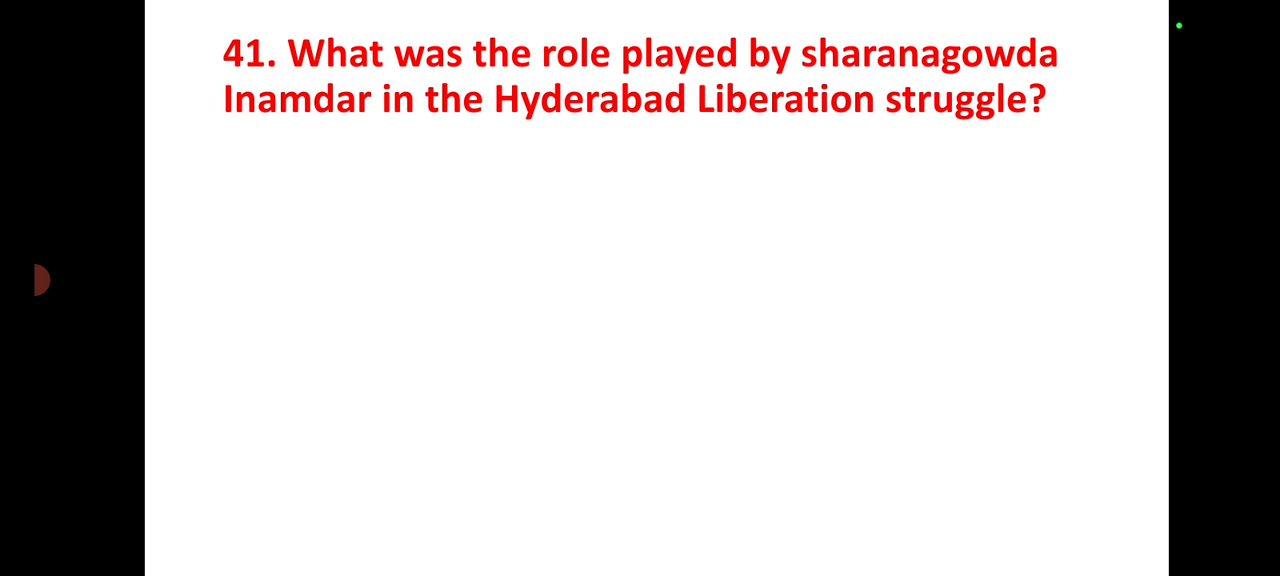 41. What was the role played by sharanagowda
Inamdar in the Hyderabad Liberation struggle?